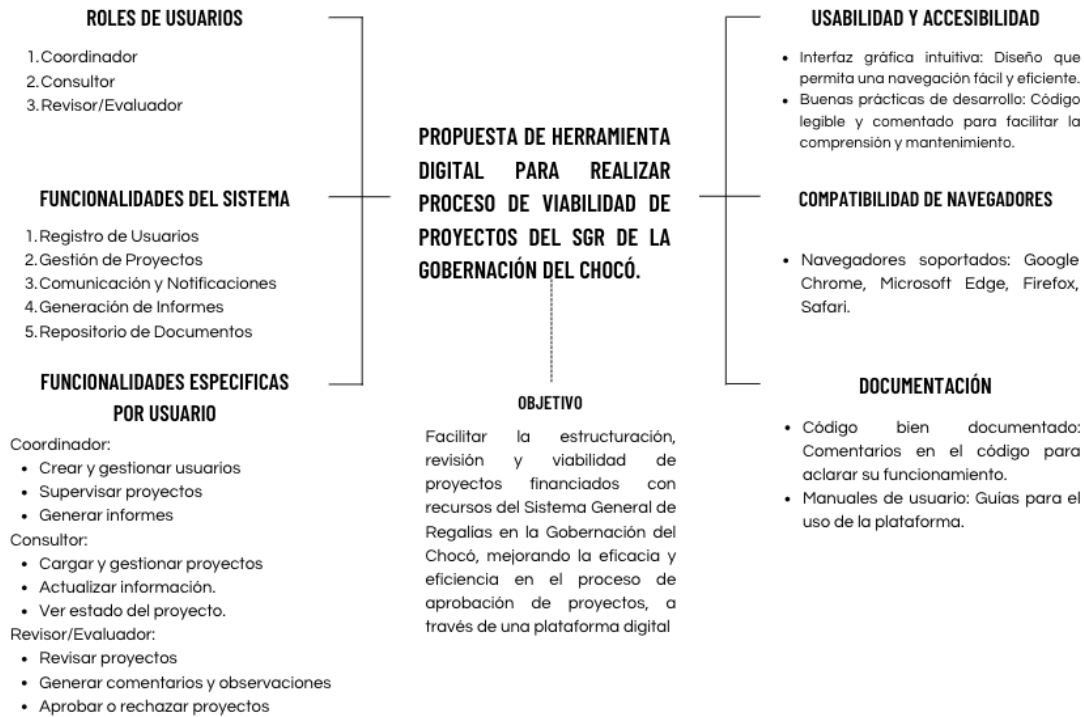 ROLES DE USUARIOS
1. Coordinador
2. Consultor
3. Revisor/Evaluador
FUNCIONALIDADES DEL SISTEMA
1. Registro de Usuarios
2. Gestión de Proyectos
3. Comunicación y Notificaciones
4. Generación de Informes
5. Repositorio de Documentos
FUNCIONALIDADES ESPECIFICAS
POR USUARIO
Coordinador:
• Crear y gestionar usuarios
• Supervisar proyectos
• Generar informes
Consultor:
• Cargar y gestionar proyectos
• Actualizar información.
• Ver estado del proyecto.
Revisor/Evaluador:
• Revisar proyectos
• Generar comentarios y observaciones
• Aprobar o rechazar proyectos
PROPUESTA DE HERRAMIENTA
DIGITAL PARA REALIZAR
PROCESO DE VIABILIDAD DE
PROYECTOS DEL SGR DE LA
GOBERNACIÓN DEL CHOCÓ.
OBJETIVO
Facilitar la estructuración,
revisión y viabilidad de
proyectos financiados con
recursos del Sistema General de
Regalías en la Gobernación del
Chocó, mejorando la eficacia y
eficiencia en el proceso de
aprobación de proyectos, a
través de una plataforma digital
USABILIDAD Y ACCESIBILIDAD
• Interfaz gráfica intuitiva: Diseño que
permita una navegación fácil y eficiente.
• Buenas prácticas de desarrollo: Código
legible y comentado para facilitar la
comprensión y mantenimiento.
COMPATIBILIDAD DE NAVEGADORES
• Navegadores soportados: Google
Chrome, Microsoft Edge, Firefox,
Safari.
DOCUMENTACIÓN
• Código bien documentado:
Comentarios en el código para
aclarar su funcionamiento.
• Manuales de usuario: Guías para el
uso de la plataforma.